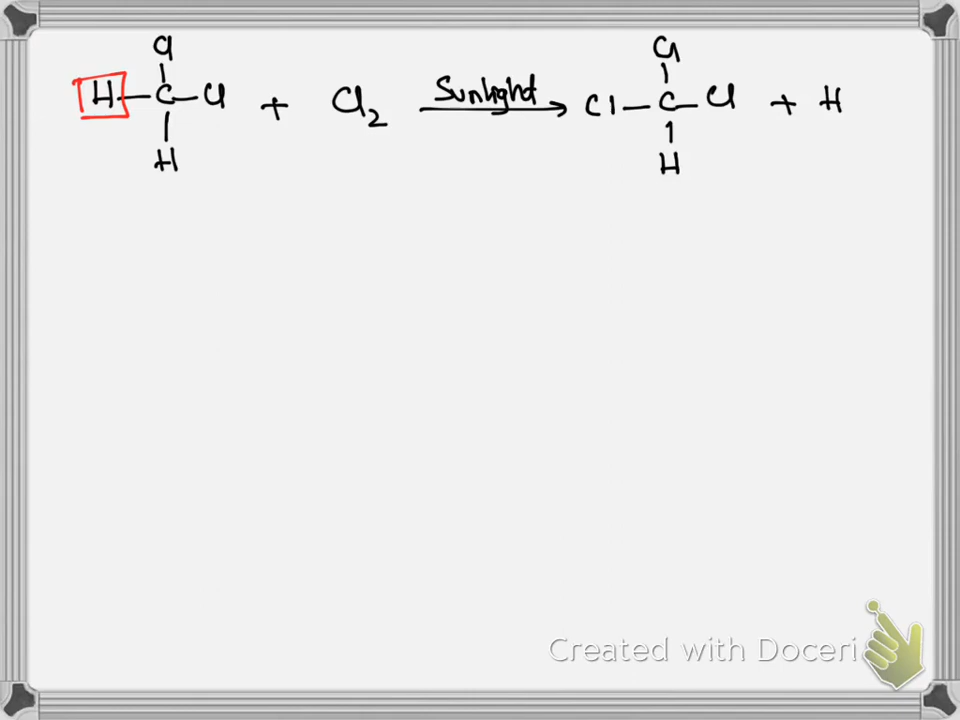 Cl Cl
H—C—Cl + Cl2 Sunlight → Cl—C—Cl + H
H H
Created with Doceri